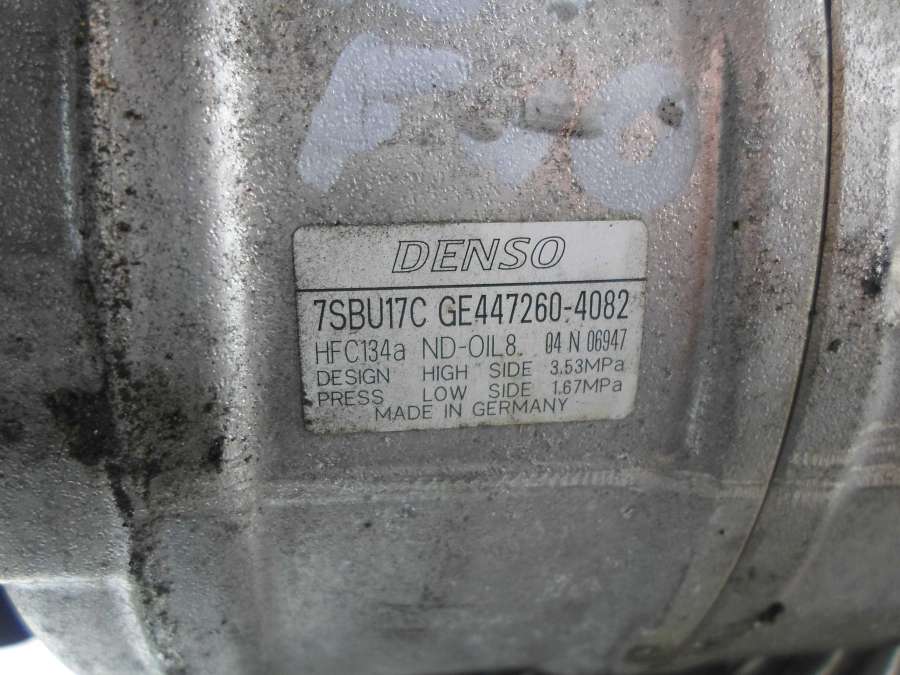 DENSO
7SBU17C GE447260-4082
HFC134a ND-OIL8 04 N 06947
DESIGN HIGH SIDE 3.53MPa
PRESS LOW SIDE 1.67MPa
MADE IN GERMANY